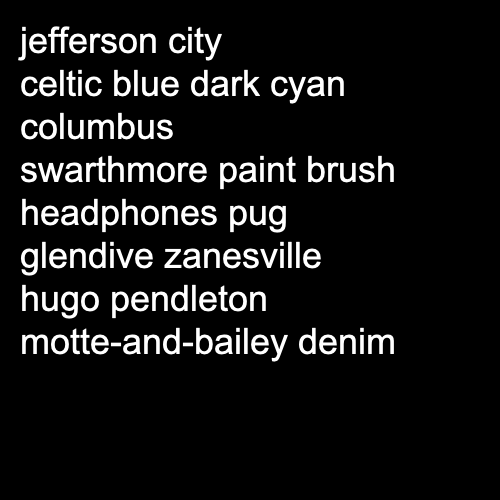 jefferson city
celtic blue dark cyan
columbus
swarthmore paint brush
headphones pug
glendive zanesville
hugo pendleton
motte-and-bailey denim